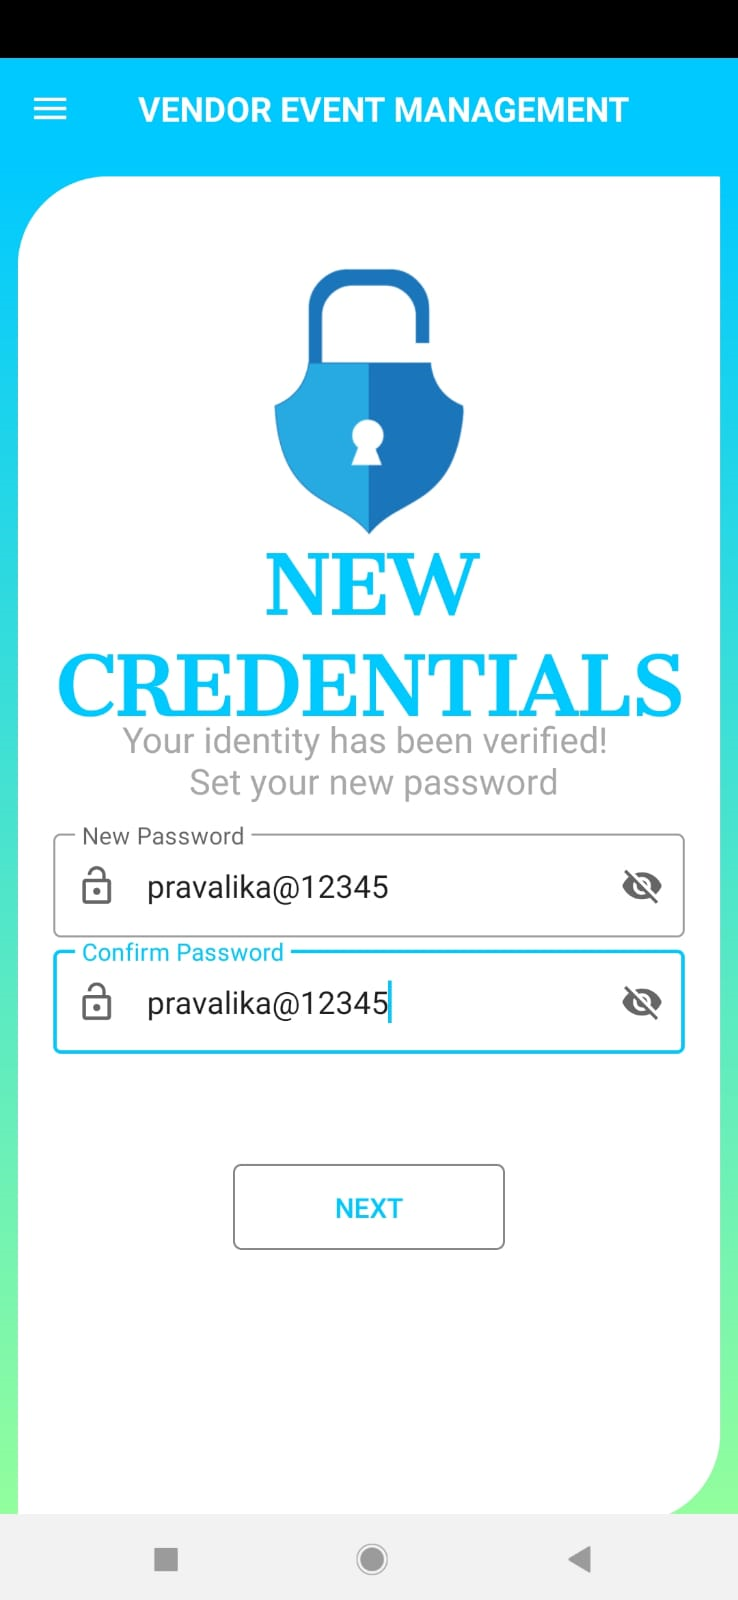 VENDOR EVENT MANAGEMENT
NEW
CREDENTIALS
Your identity has been verified!
Set your new password
New Password
pravalika@12345
Confirm Password
pravalika@12345
NEXT